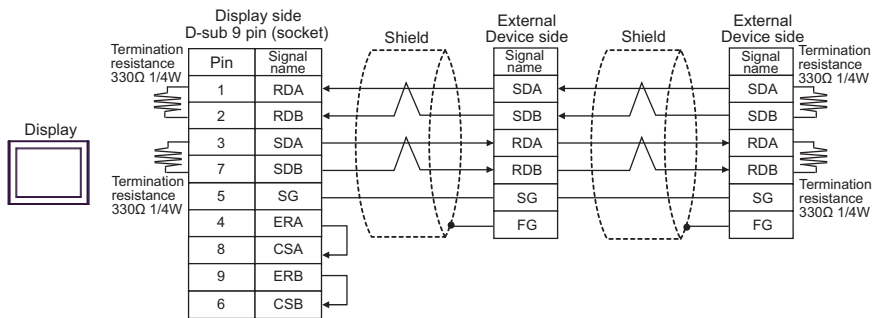 Display side
D-sub 9 pin (socket)
Shield
External
Device side
Shield
External
Device side
Termination
resistance
330Ω 1/4W
Pin
Signal
name
Signal
name
Signal
name
Termination
resistance
330Ω 1/4W
1
RDA
SDA
SDA
2
RDB
SDB
SDB
Display
3
SDA
RDA
RDA
7
SDB
RDB
RDB
Termination
resistance
330Ω 1/4W
5
SG
SG
SG
Termination
resistance
330Ω 1/4W
4
ERA
FG
FG
8
CSA
9
ERB
6
CSB